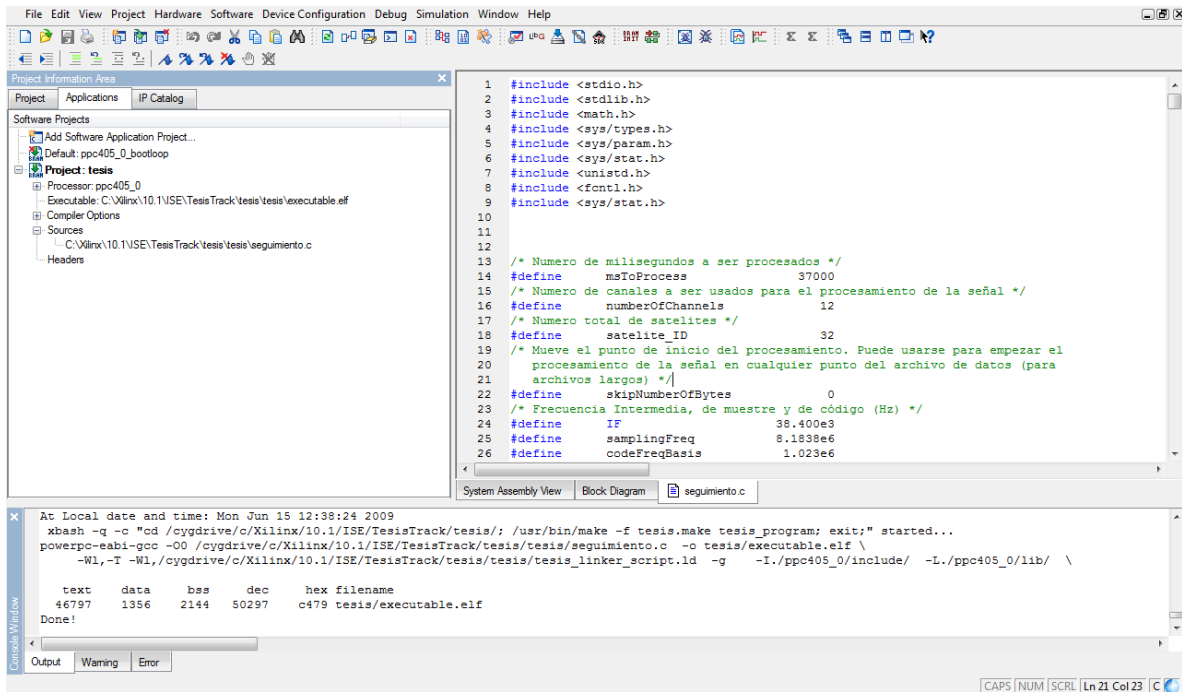 File Edit View Project Hardware Software Device Configuration Debug Simulation Window Help
Project Information Area
Project Applications IP Catalog
Software Projects
Add Software Application Project...
Default: ppc405_0_bootloop
Project: tesis
Processor: ppc405_0
Executable: C:\Xilinx\10.1\ISE\TesisTrack\tesis\tesis\executable.elf
Compiler Options
Sources
C:\Xilinx\10.1\ISE\TesisTrack\tesis\tesis\seguimiento.c
Headers
1 #include <stdio.h>
2 #include <stdlib.h>
3 #include <math.h>
4 #include <sys/types.h>
5 #include <sys/param.h>
6 #include <sys/stat.h>
7 #include <unistd.h>
8 #include <fcntl.h>
9 #include <sys/stat.h>
10
11
12
13 /* Numero de milisegundos a ser procesados */
14 #define msToProcess 37000
15 /* Numero de canales a ser usados para el procesamiento de la señal */
16 #define numberOfChannels 12
17 /* Numero total de satelites */
18 #define satelite_ID 32
19 /* Mueve el punto de inicio del procesamiento. Puede usarse para empezar el
20 procesamiento de la señal en cualquier punto del archivo de datos (para
21 archivos largos) */
22 #define skipNumberOfBytes 0
23 /* Frecuencia Intermedia, de muestre y de código (Hz) */
24 #define IF 38.400e3
25 #define samplingFreq 8.1838e6
26 #define codeFreqBasis 1.023e6
System Assembly View Block Diagram seguimiento.c
At Local date and time: Mon Jun 15 12:38:24 2009
xbash -q -c "cd /cygdrive/c/Xilinx/10.1/ISE/TesisTrack/tesis/; /usr/bin/make -f tesis.make tesis_program; exit;" started...
powerpc-eabi-gcc -O0 /cygdrive/c/Xilinx/10.1/ISE/TesisTrack/tesis/tesis/seguimiento.c -o tesis/executable.elf \
-Wl,-T -Wl,/cygdrive/c/Xilinx/10.1/ISE/TesisTrack/tesis/tesis/tesis_linker_script.ld -g -I./ppc405_0/include/ -L./ppc405_0/lib/ \
text data bss dec hex filename
46797 1356 2144 50297 c479 tesis/executable.elf
Done!
Console Window
Output Warning Error
CAPS NUM SCRL Ln 21 Col 23 C